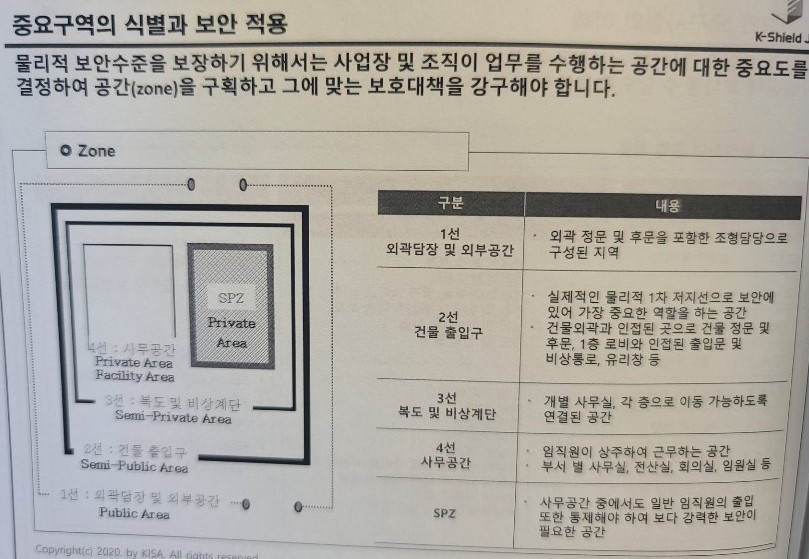 중요구역의 식별과 보안 적용
K-Shield J
물리적 보안수준을 보장하기 위해서는 사업장 및 조직이 업무를 수행하는 공간에 대한 중요도를
결정하여 공간(zone)을 구획하고 그에 맞는 보호대책을 강구해야 합니다.
Zone
SPZ
Private
Area
4선 : 사무공간
Private Area
Facility Area
3선 : 복도 및 비상계단
Semi-Private Area
2선 : 건물 출입구
Semi-Public Area
1선 : 외곽담장 및 외부공간
Public Area
구분
내용
1선
외곽담장 및 외부공간
· 외곽 정문 및 후문을 포함한 조형담당으로
구성된 지역
2선
건물 출입구
· 실제적인 물리적 1차 저지선으로 보안에
있어 가장 중요한 역할을 하는 공간
· 건물외곽과 인접된 곳으로 건물 정문 및
후문, 1층 로비와 인접된 출입문 및
비상통로, 유리창 등
3선
복도 및 비상계단
· 개별 사무실, 각 층으로 이동 가능하도록
연결된 공간
4선
사무공간
· 임직원이 상주하여 근무하는 공간
· 부서 별 사무실, 전산실, 회의실, 임원실 등
SPZ
· 사무공간 중에서도 일반 임직원의 출입
또한 통제해야 하여 보다 강력한 보안이
필요한 공간
Copyright(c) 2020. by KISA. All rights reserved